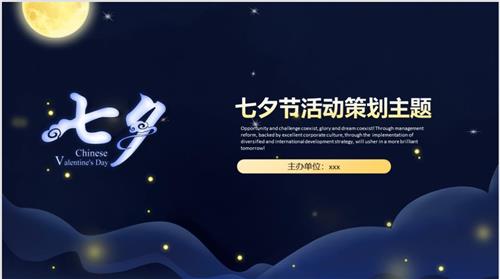 七夕
Chinese
Valentine's Day
七夕节活动策划主题
Opportunity and challenge coexist, glory and dream coexist! Through management
reform, backed by excellent corporate culture, through the implementation of
diversified and international development strategy, will usher in a more brilliant
tomorrow!
主办单位：xxx